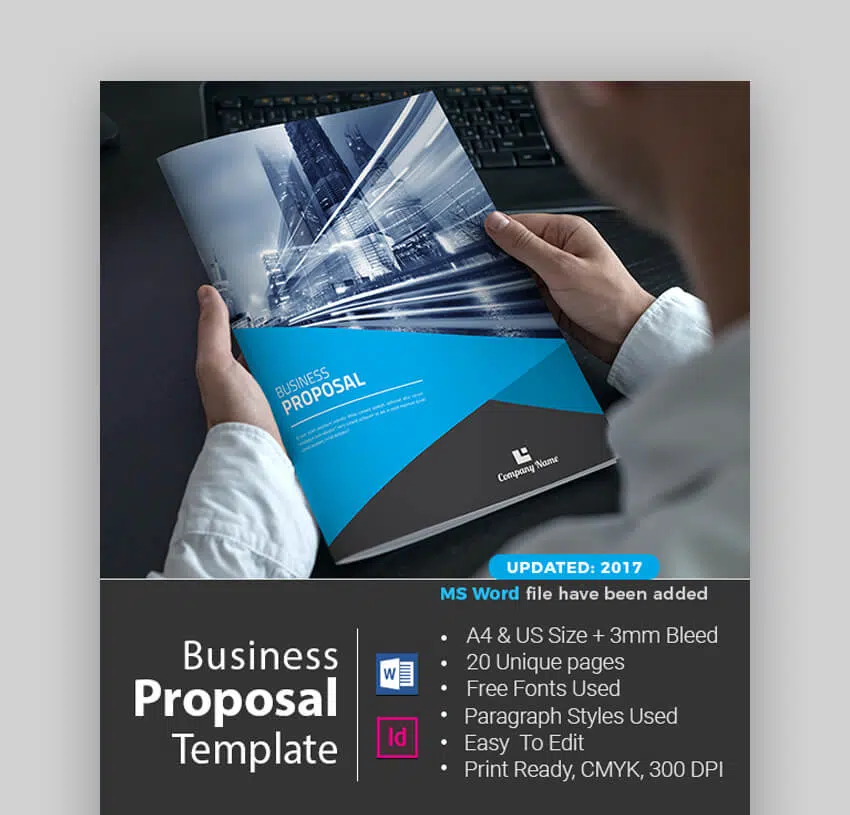 BUSINESS
PROPOSAL
Company Name
UPDATED: 2017
MS Word file have been added
Business
Proposal
Template
W
Id
• A4 & US Size + 3mm Bleed
• 20 Unique pages
• Free Fonts Used
• Paragraph Styles Used
• Easy To Edit
• Print Ready, CMYK, 300 DPI